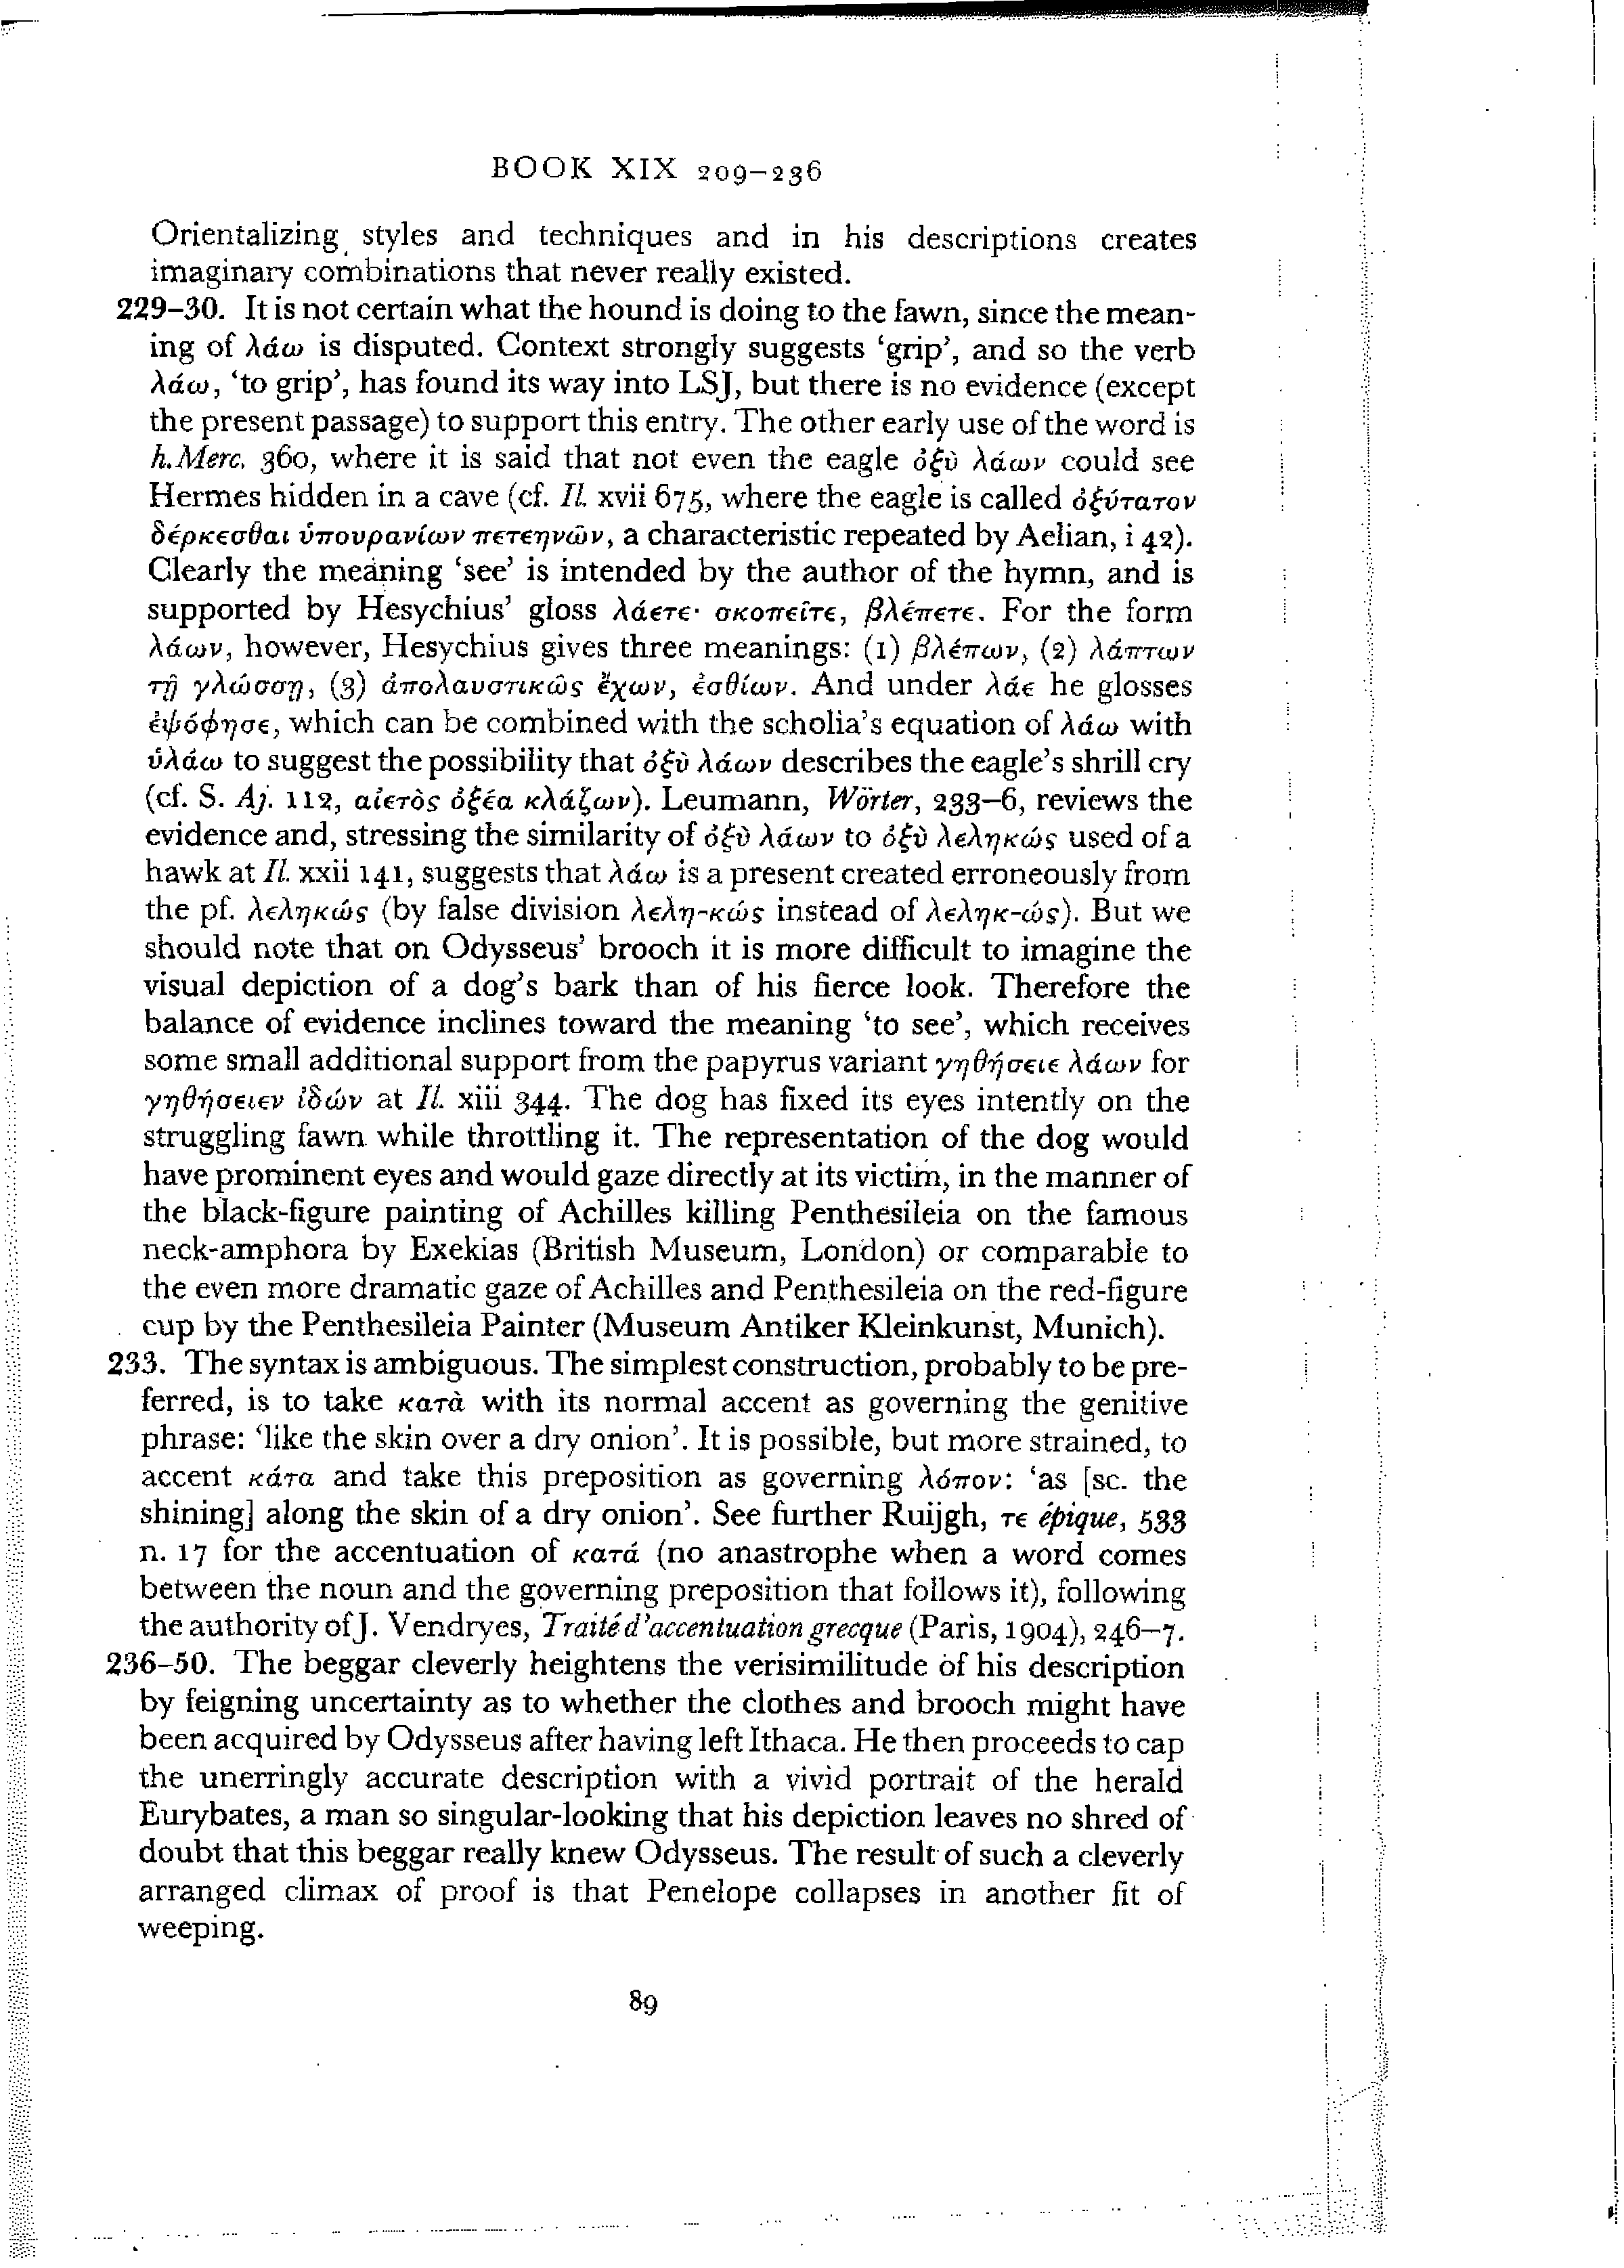 BOOK XIX 209–236
Orientalizing styles and techniques and in his descriptions creates
imaginary combinations that never really existed.
229–30. It is not certain what the hound is doing to the fawn, since the mean-
ing of λάω is disputed. Context strongly suggests ‘grip’, and so the verb
λάω, ‘to grip’, has found its way into LSJ, but there is no evidence (except
the present passage) to support this entry. The other early use of the word is
h.Merc. 360, where it is said that not even the eagle ὀξὺ λάων could see
Hermes hidden in a cave (cf. Il. xvii 675, where the eagle is called ὀξύτατον
δέρκεσθαι ὑπουρανίων πετεηνῶν, a characteristic repeated by Aelian, i 42).
Clearly the meaning ‘see’ is intended by the author of the hymn, and is
supported by Hesychius’ gloss λάετε· σκοπεῖτε, βλέπετε. For the form
λάων, however, Hesychius gives three meanings: (1) βλέπων, (2) λάπτων
τῇ γλώσσῃ, (3) ἀπολαυστικῶς ἔχων, ἐσθίων. And under λάε he glosses
ἐψόφησε, which can be combined with the scholia’s equation of λάω with
ὑλάω to suggest the possibility that ὀξὺ λάων describes the eagle’s shrill cry
(cf. S. Aj. 112, αἰετὸς ὀξέα κλάζων). Leumann, Wörter, 233–6, reviews the
evidence and, stressing the similarity of ὀξὺ λάων to ὀξὺ λεληκώς used of a
hawk at Il. xxii 141, suggests that λάω is a present created erroneously from
the pf. λεληκώς (by false division λελη-κώς instead of λεληκ-ώς). But we
should note that on Odysseus’ brooch it is more difficult to imagine the
visual depiction of a dog’s bark than of his fierce look. Therefore the
balance of evidence inclines toward the meaning ‘to see’, which receives
some small additional support from the papyrus variant γηθήσειε λάων for
γηθήσειεν ἰδών at Il. xiii 344. The dog has fixed its eyes intently on the
struggling fawn while throttling it. The representation of the dog would
have prominent eyes and would gaze directly at its victim, in the manner of
the black-figure painting of Achilles killing Penthesileia on the famous
neck-amphora by Exekias (British Museum, London) or comparable to
the even more dramatic gaze of Achilles and Penthesileia on the red-figure
cup by the Penthesileia Painter (Museum Antiker Kleinkunst, Munich).
233. The syntax is ambiguous. The simplest construction, probably to be pre-
ferred, is to take κατὰ with its normal accent as governing the genitive
phrase: ‘like the skin over a dry onion’. It is possible, but more strained, to
accent κάτα and take this preposition as governing λόπον: ‘as [sc. the
shining] along the skin of a dry onion’. See further Ruijgh, τε épique, 533
n. 17 for the accentuation of κατά (no anastrophe when a word comes
between the noun and the governing preposition that follows it), following
the authority of J. Vendryes, Traité d’accentuation grecque (Paris, 1904), 246–7.
236–50. The beggar cleverly heightens the verisimilitude of his description
by feigning uncertainty as to whether the clothes and brooch might have
been acquired by Odysseus after having left Ithaca. He then proceeds to cap
the unerringly accurate description with a vivid portrait of the herald
Eurybates, a man so singular-looking that his depiction leaves no shred of
doubt that this beggar really knew Odysseus. The result of such a cleverly
arranged climax of proof is that Penelope collapses in another fit of
weeping.
89